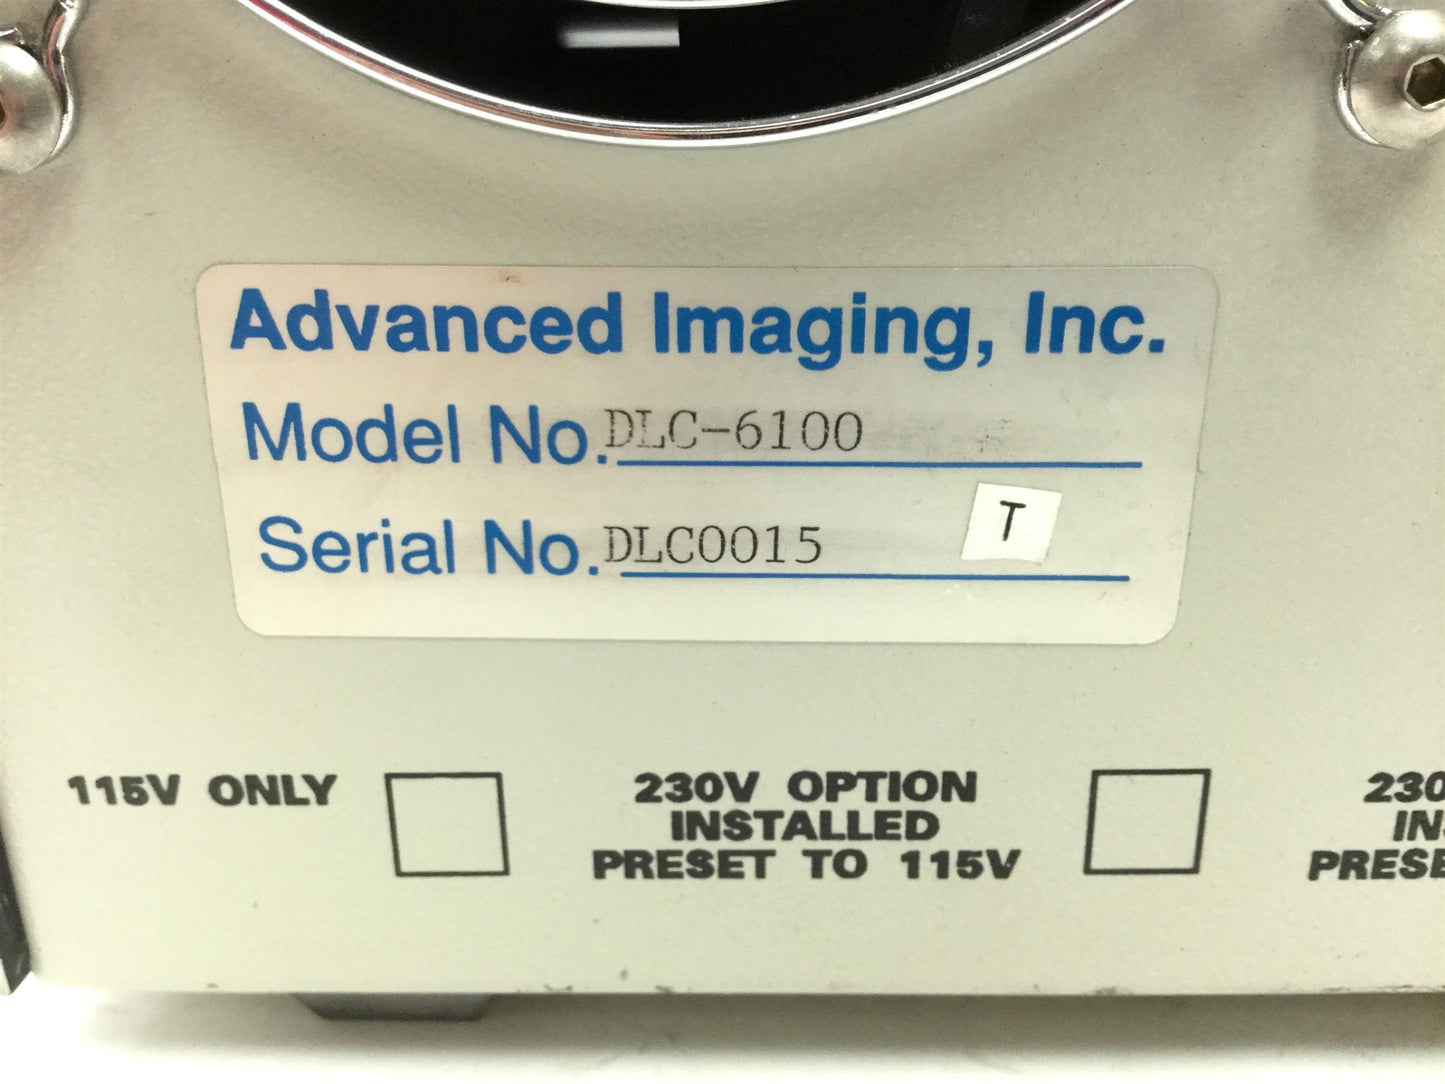 Advanced Imaging, Inc.
Model No. DLC-6100
Serial No. DLC0015
T
115V ONLY
230V OPTION
INSTALLED
PRESET TO 115V